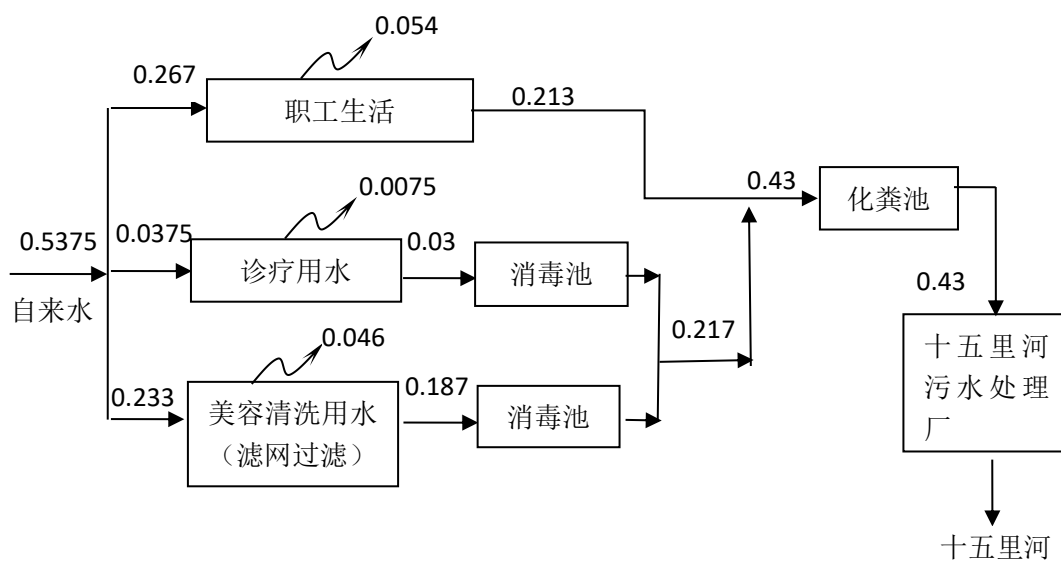 0.054
0.267
职工生活
0.213
0.0075
0.43
化粪池
0.5375
0.0375
诊疗用水
0.03
消毒池
自来水
0.43
0.046
0.217
十五里河
污水处理
厂
0.233
美容清洗用水
（滤网过滤）
0.187
消毒池
十五里河